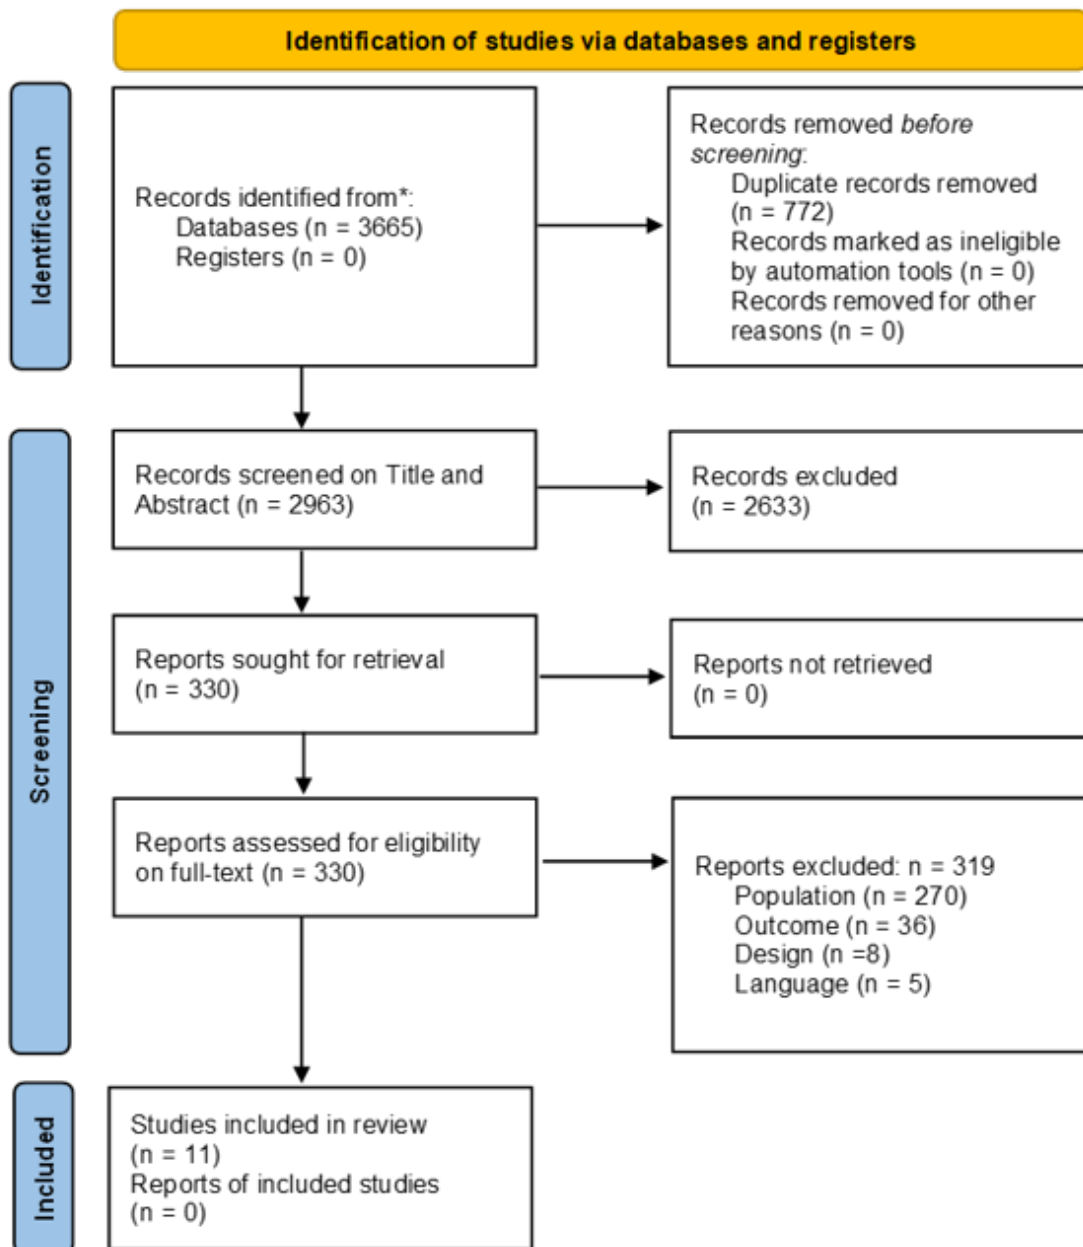 Identification of studies via databases and registers
Identification
Records identified from*:
Databases (n = 3665)
Registers (n = 0)
Records removed before
screening:
Duplicate records removed
(n = 772)
Records marked as ineligible
by automation tools (n = 0)
Records removed for other
reasons (n = 0)
Screening
Records screened on Title and
Abstract (n = 2963)
Records excluded
(n = 2633)
Reports sought for retrieval
(n = 330)
Reports not retrieved
(n = 0)
Reports assessed for eligibility
on full-text (n = 330)
Reports excluded: n = 319
Population (n = 270)
Outcome (n = 36)
Design (n =8)
Language (n = 5)
Included
Studies included in review
(n = 11)
Reports of included studies
(n = 0)